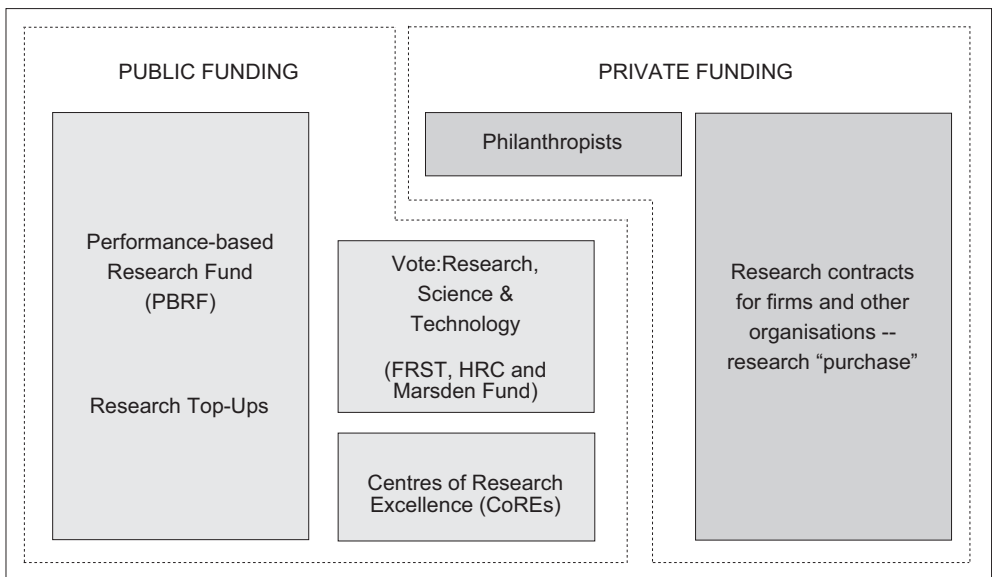 PUBLIC FUNDING
Performance-based
Research Fund
(PBRF)
Research Top-Ups
Vote:Research,
Science &
Technology
(FRST, HRC and
Marsden Fund)
Centres of Research
Excellence (CoREs)
PRIVATE FUNDING
Philanthropists
Research contracts
for firms and other
organisations --
research “purchase”